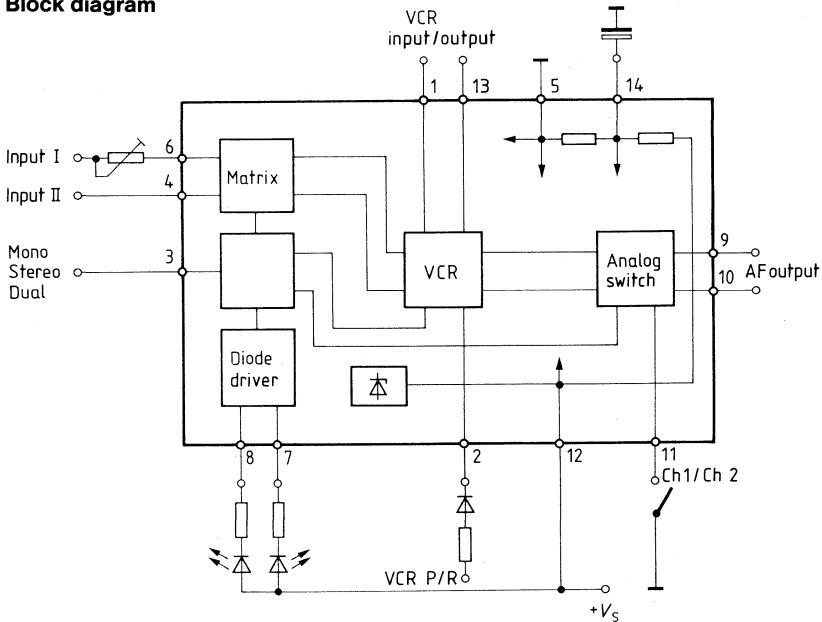 Block diagram
VCR
input/output
1
13
5
14
Input I
6
Input II
4
Matrix
Mono
Stereo
Dual
3
VCR
Analog
switch
9
10
AF output
Diode
driver
8
7
2
12
11
Ch1/Ch 2
VCR P/R
+VS